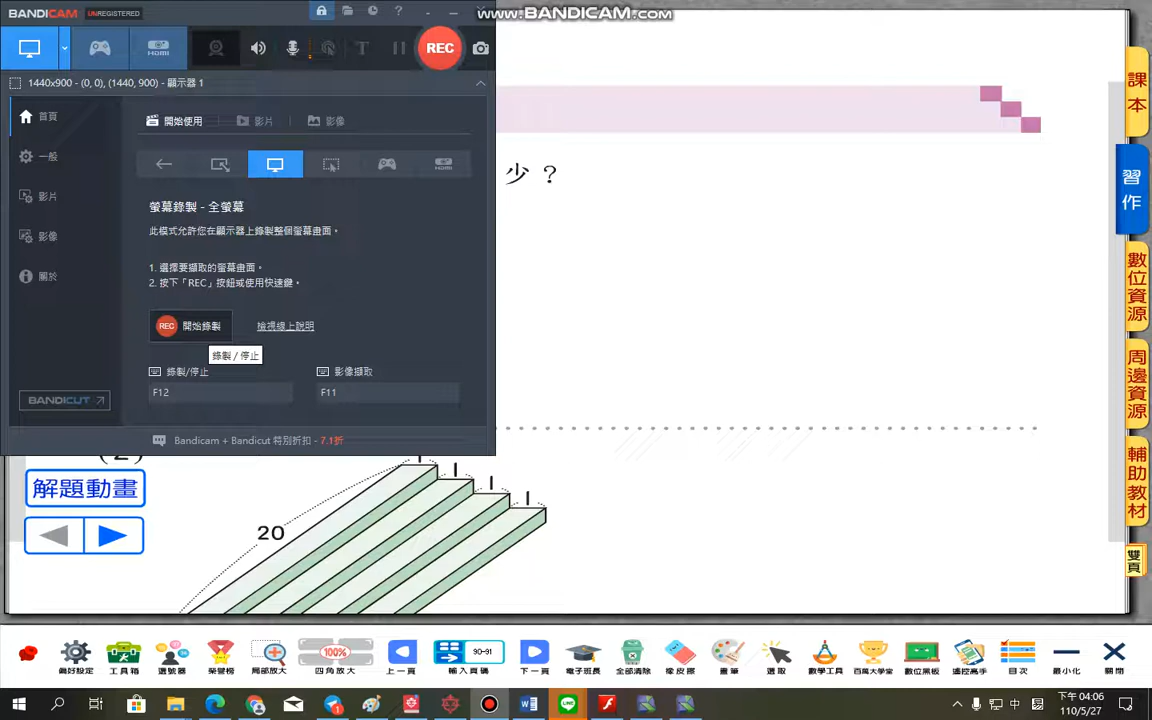 BANDICAM UNREGISTERED
www.BANDICAM.com
HDMI
T
REC
1440x900 - (0, 0), (1440, 900) - 顯示器 1
首頁
開始使用
影片
影像
一般
影片
影像
關於
HDMI
螢幕錄製 - 全螢幕
此模式允許您在顯示器上錄製整個螢幕畫面。
1. 選擇要擷取的螢幕畫面。
2. 按下「REC」按鈕或使用快速鍵。
REC 開始錄製
檢視線上說明
錄製 / 停止
錄製/停止
影像擷取
F12
F11
BANDICUT
Bandicam + Bandicut 特別折扣 - 7.1折
少？
課本
習作
數位資源
周邊資源
輔助教材
雙頁
(2)
解題動畫
1
1
1
1
20
100%
90-91
偏好設定
工具箱
選號器
榮譽榜
局部放大
四角放大
上一頁
輸入頁碼
下一頁
電子班長
全部清除
橡皮擦
畫筆
選取
數學工具
百萬大學堂
數位黑板
遙控高手
目次
最小化
關閉
中
下午 04:06
110/5/27